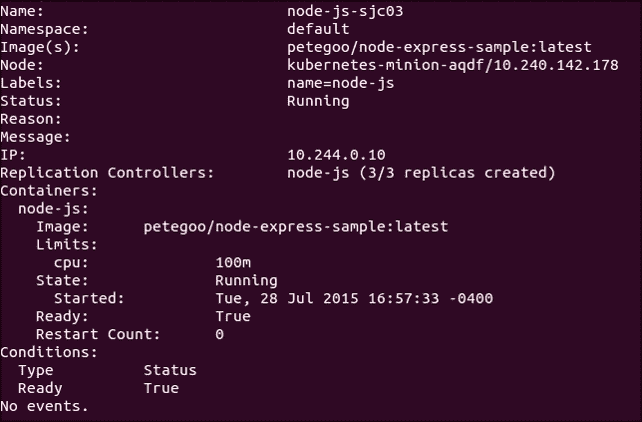 Name: node-js-sjc03
Namespace: default
Image(s): petegoo/node-express-sample:latest
Node: kubernetes-minion-aqdf/10.240.142.178
Labels: name=node-js
Status: Running
Reason:
Message:
IP: 10.244.0.10
Replication Controllers: node-js (3/3 replicas created)
Containers:
node-js:
Image: petegoo/node-express-sample:latest
Limits:
cpu: 100m
State: Running
Started: Tue, 28 Jul 2015 16:57:33 -0400
Ready: True
Restart Count: 0
Conditions:
Type Status
Ready True
No events.